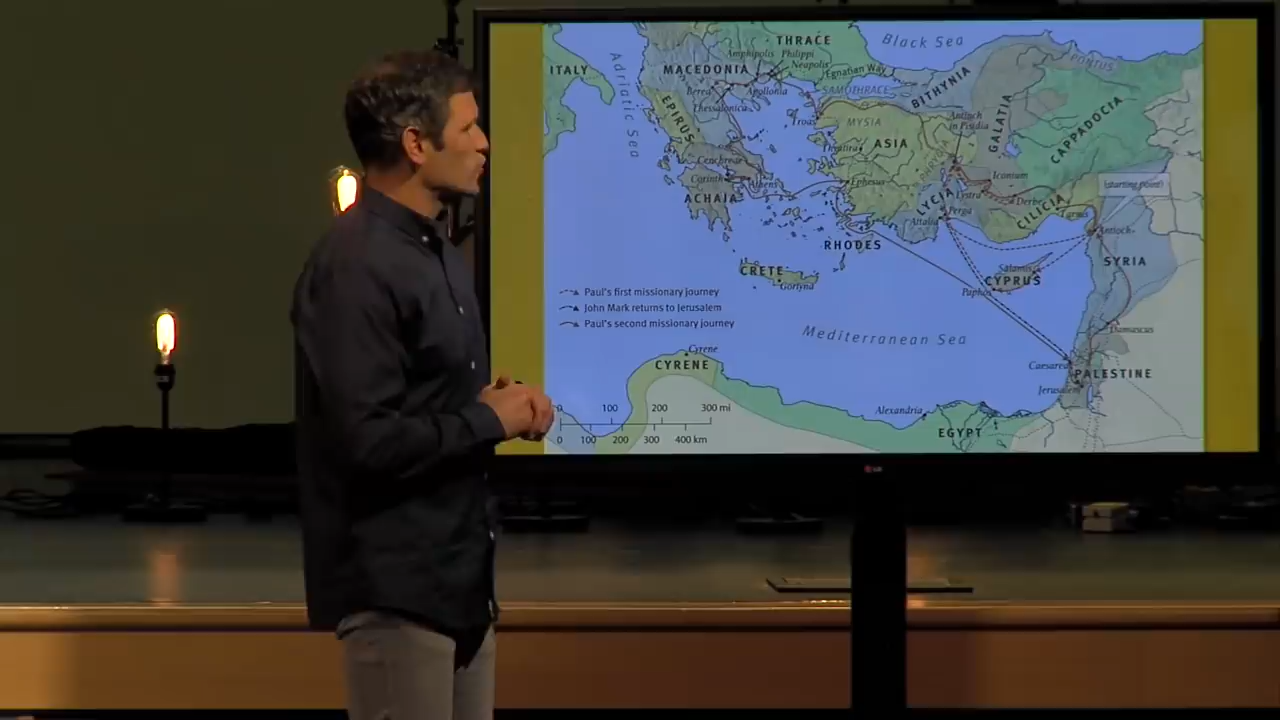 THRACE
Black Sea
Amphipolis Philippi
Neapolis
ITALY
Adriatic Sea
MACEDONIA
Egnatian Way
PONTUS
Berea
Apollonia
SAMOTHRACE
BITHYNIA
Thessalonica
EPIRUS
Troas
MYSIA
Antioch
in Pisidia
GALATIA
CAPPADOCIA
ASIA
Cenchreae
Corinth
Athens
Ephesus
Iconium
Lystra
Derbe
(starting point)
ACHAIA
LYCIA
Perga
Attalia
CILICIA
Tarsus
Antioch
RHODES
SYRIA
CRETE
Gortyna
Salamis
CYPRUS
Paphos
Paul's first missionary journey
John Mark returns to Jerusalem
Paul's second missionary journey
Mediterranean Sea
Damascus
Cyrene
CYRENE
Caesarea
PALESTINE
Jerusalem
0 100 200 300 mi
0 100 200 300 400 km
Alexandria
EGYPT
LG